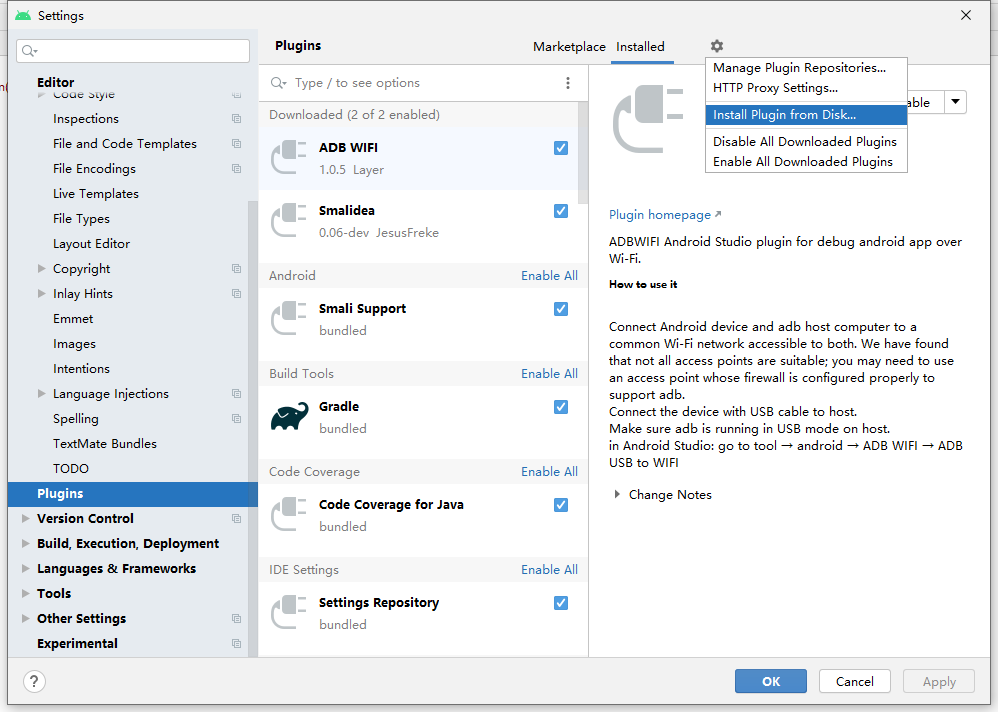 Settings
Plugins
Marketplace
Installed
Manage Plugin Repositories...
HTTP Proxy Settings...
Install Plugin from Disk...
Disable All Downloaded Plugins
Enable All Downloaded Plugins
Editor
Code Style
Inspections
File and Code Templates
File Encodings
Live Templates
File Types
Layout Editor
Copyright
Inlay Hints
Emmet
Images
Intentions
Language Injections
Spelling
TextMate Bundles
TODO
Plugins
Version Control
Build, Execution, Deployment
Languages & Frameworks
Tools
Other Settings
Experimental
Type / to see options
Downloaded (2 of 2 enabled)
ADB WIFI
1.0.5 Layer
Smalidea
0.06-dev JesusFreke
Android Enable All
Smali Support
bundled
Build Tools Enable All
Gradle
bundled
Code Coverage Enable All
Code Coverage for Java
bundled
IDE Settings Enable All
Settings Repository
bundled
able
Plugin homepage
ADBWIFI Android Studio plugin for debug android app over
Wi-Fi.
How to use it
Connect Android device and adb host computer to a
common Wi-Fi network accessible to both. We have found
that not all access points are suitable; you may need to use
an access point whose firewall is configured properly to
support adb.
Connect the device with USB cable to host.
Make sure adb is running in USB mode on host.
in Android Studio: go to tool → android → ADB WIFI → ADB
USB to WIFI
Change Notes
?
OK
Cancel
Apply